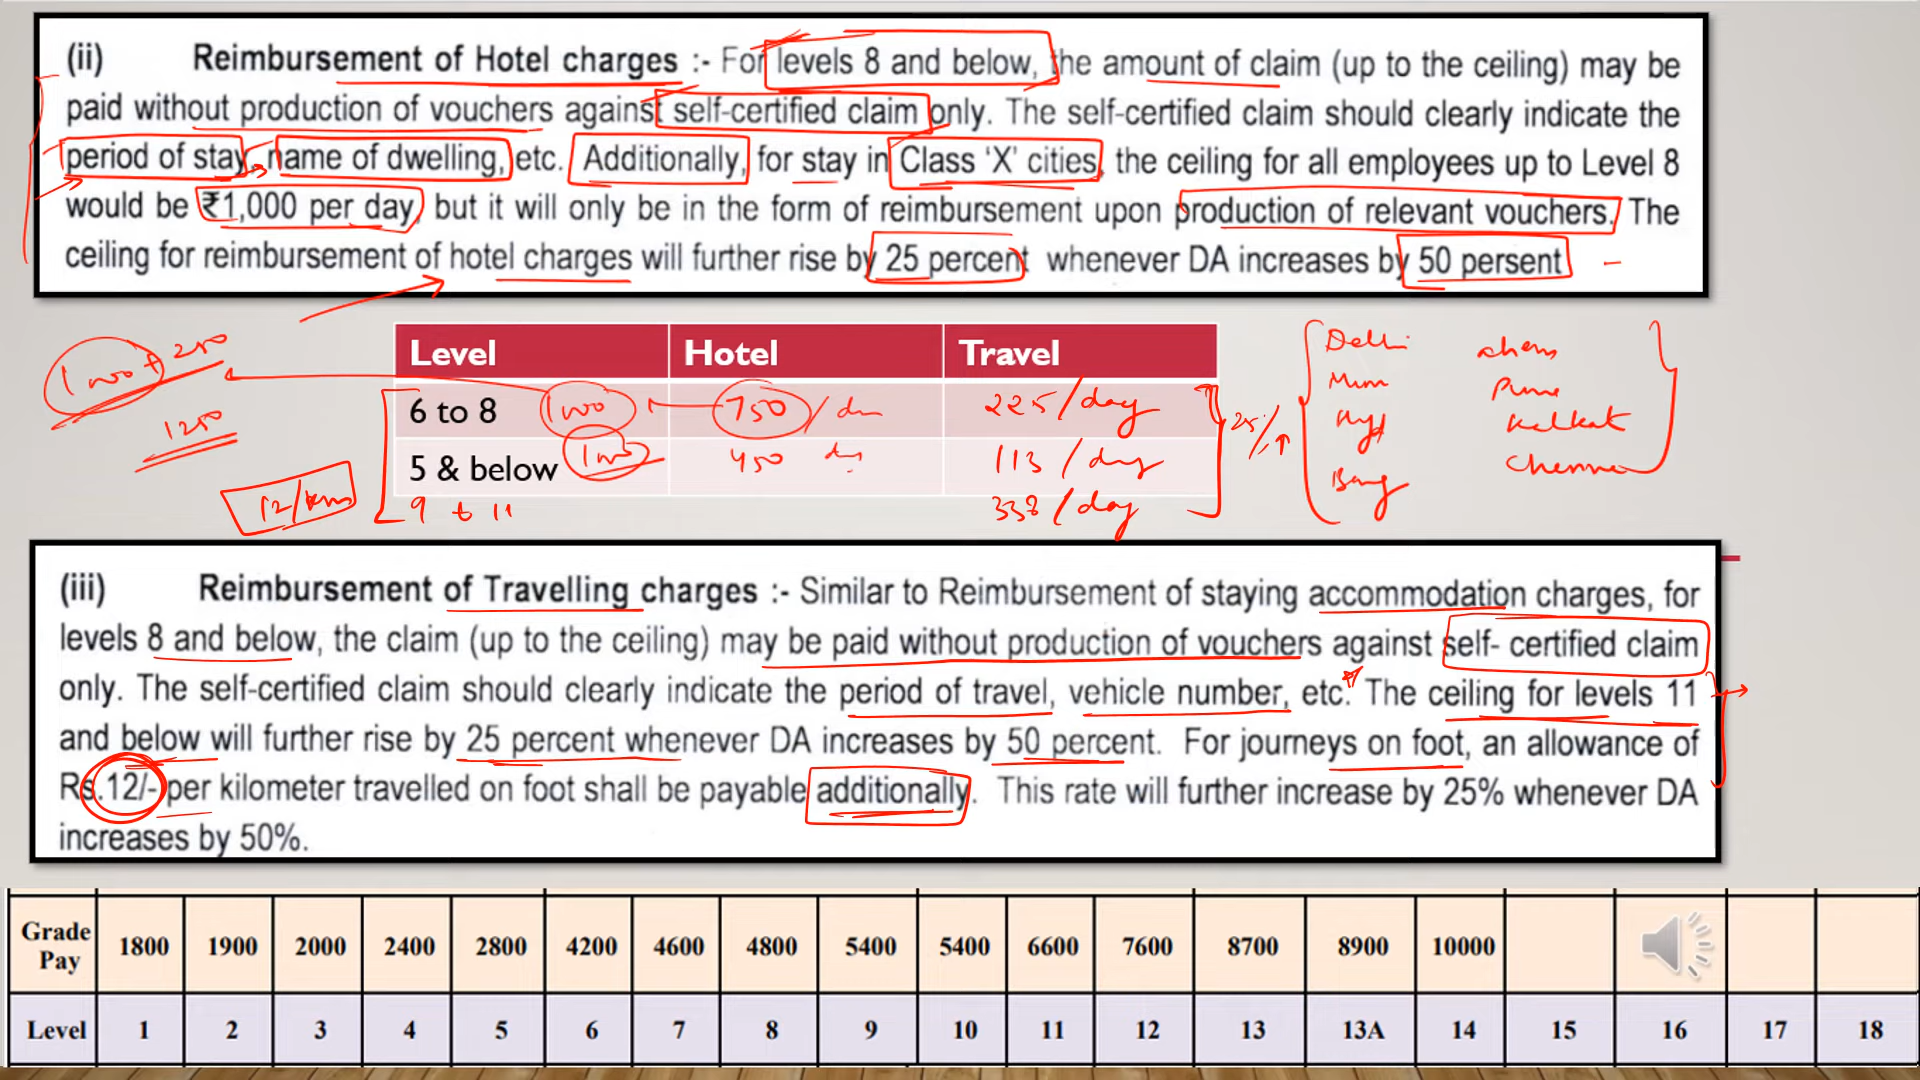 (ii) Reimbursement of Hotel charges :- For levels 8 and below, the amount of claim (up to the ceiling) may be
paid without production of vouchers against self-certified claim only. The self-certified claim should clearly indicate the
period of stay, name of dwelling, etc. Additionally, for stay in Class 'X' cities, the ceiling for all employees up to Level 8
would be ₹1,000 per day, but it will only be in the form of reimbursement upon production of relevant vouchers. The
ceiling for reimbursement of hotel charges will further rise by 25 percent whenever DA increases by 50 persent
+ 250
1250
12/km
Level Hotel Travel
6 to 8 750/ 225/day
5 & below 450 113/day
9 to 11 338/day
25%↑
Delhi
Mum Pune
Hyd Kolkat
Bang Chenna
(iii) Reimbursement of Travelling charges :- Similar to Reimbursement of staying accommodation charges, for
levels 8 and below, the claim (up to the ceiling) may be paid without production of vouchers against self- certified claim
only. The self-certified claim should clearly indicate the period of travel, vehicle number, etc. The ceiling for levels 11
and below will further rise by 25 percent whenever DA increases by 50 percent. For journeys on foot, an allowance of
Rs.12/- per kilometer travelled on foot shall be payable additionally. This rate will further increase by 25% whenever DA
increases by 50%.
Grade Pay 1800 1900 2000 2400 2800 4200 4600 4800 5400 5400 6600 7600 8700 8900 10000
Level 1 2 3 4 5 6 7 8 9 10 11 12 13 13A 14 15 16 17 18